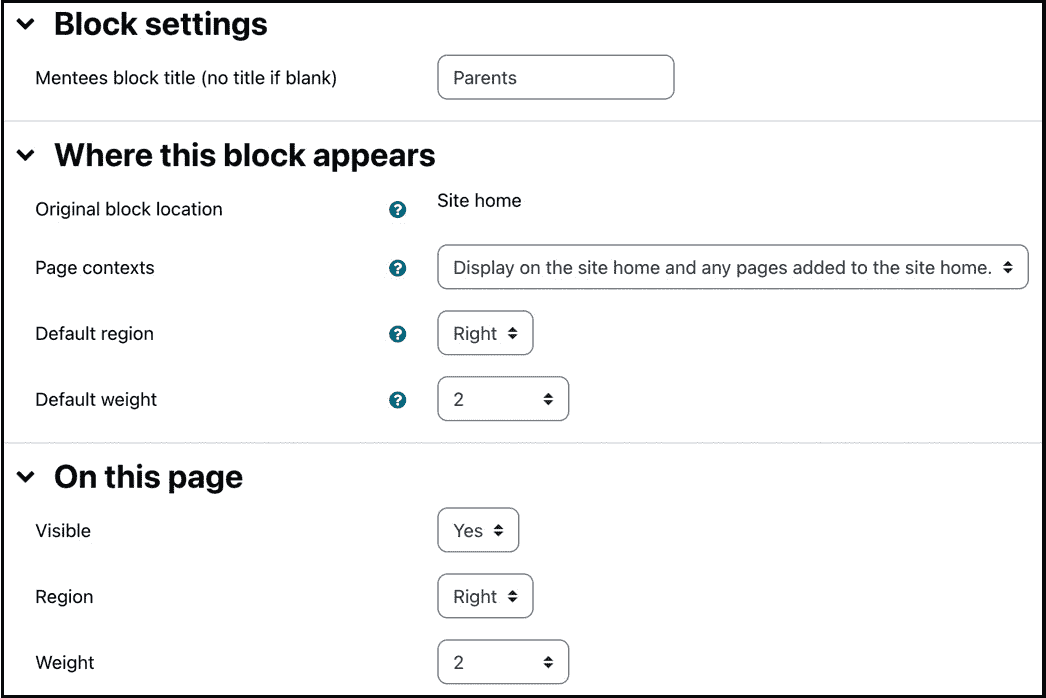 Block settings
Mentees block title (no title if blank) Parents
Where this block appears
Original block location ? Site home
Page contexts ? Display on the site home and any pages added to the site home.
Default region ? Right
Default weight ? 2
On this page
Visible Yes
Region Right
Weight 2